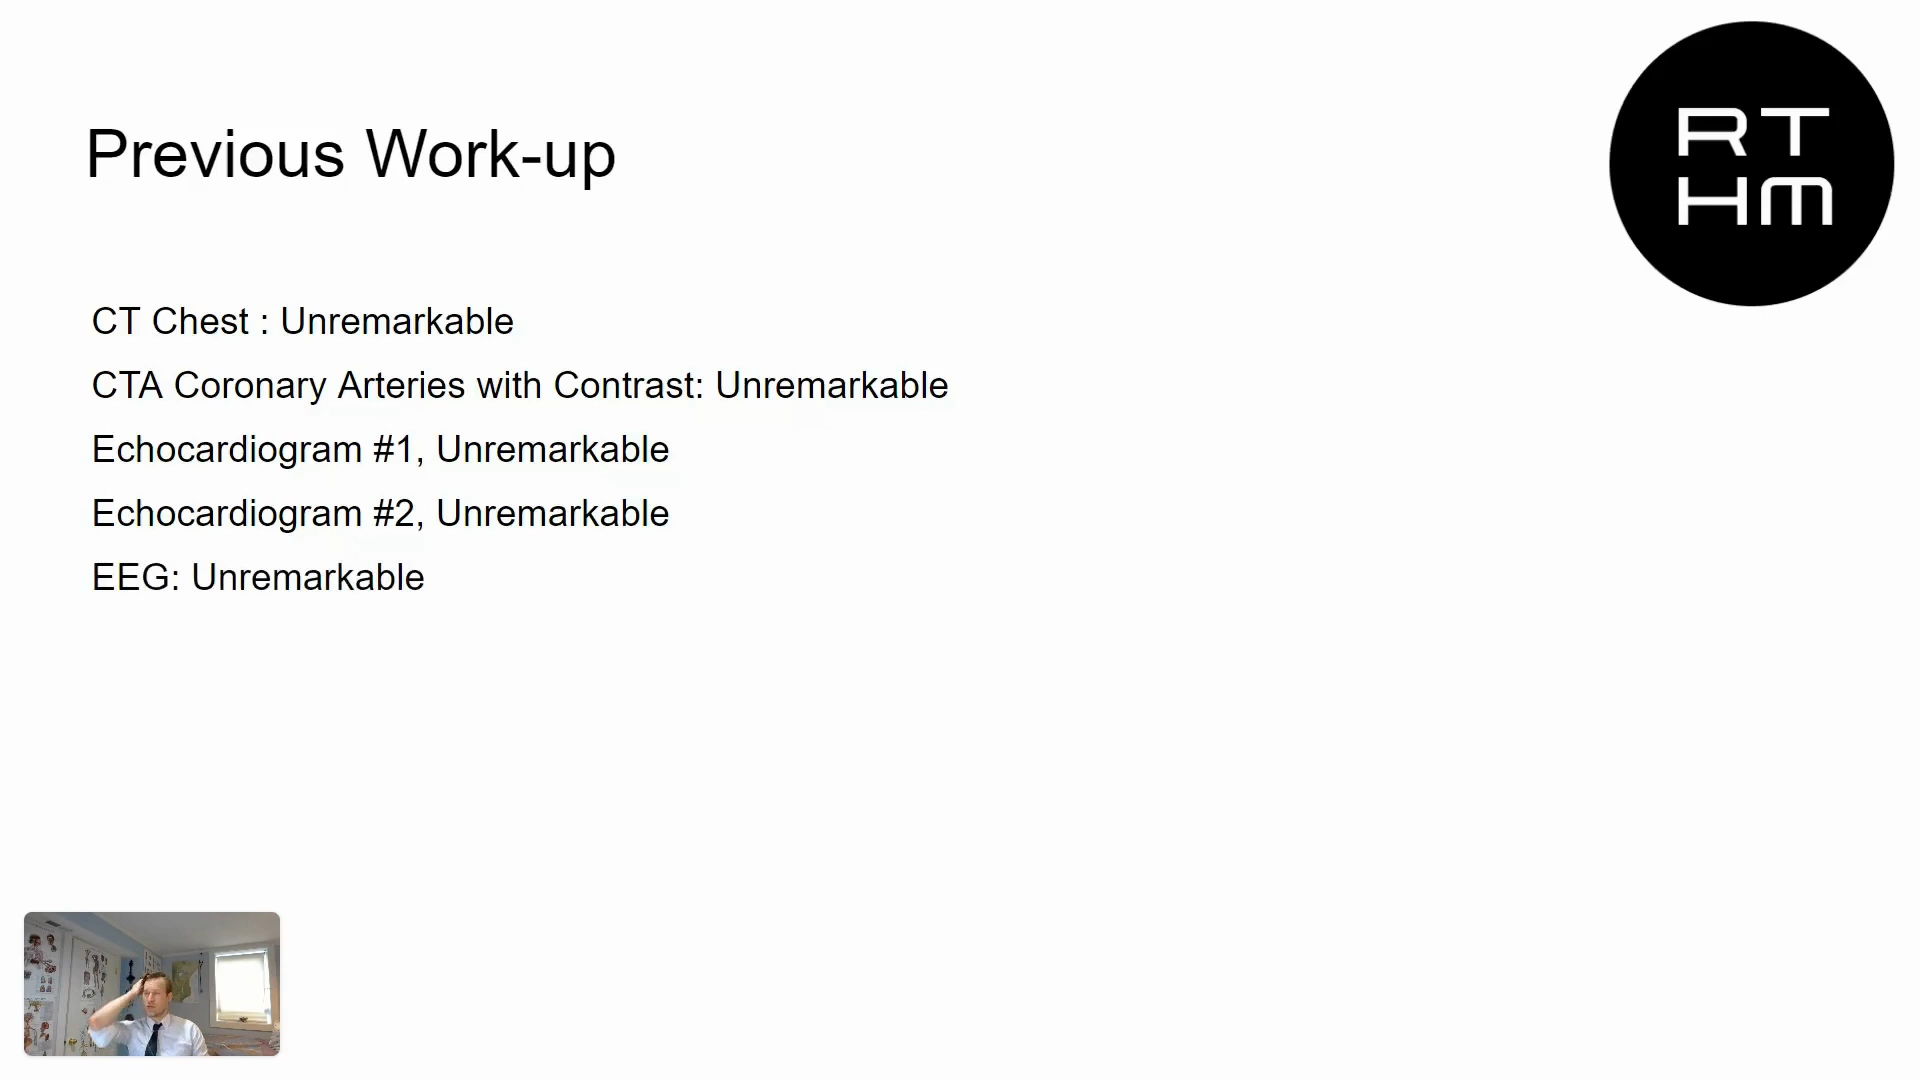 RT
HM
Previous Work-up
CT Chest : Unremarkable
CTA Coronary Arteries with Contrast: Unremarkable
Echocardiogram #1, Unremarkable
Echocardiogram #2, Unremarkable
EEG: Unremarkable